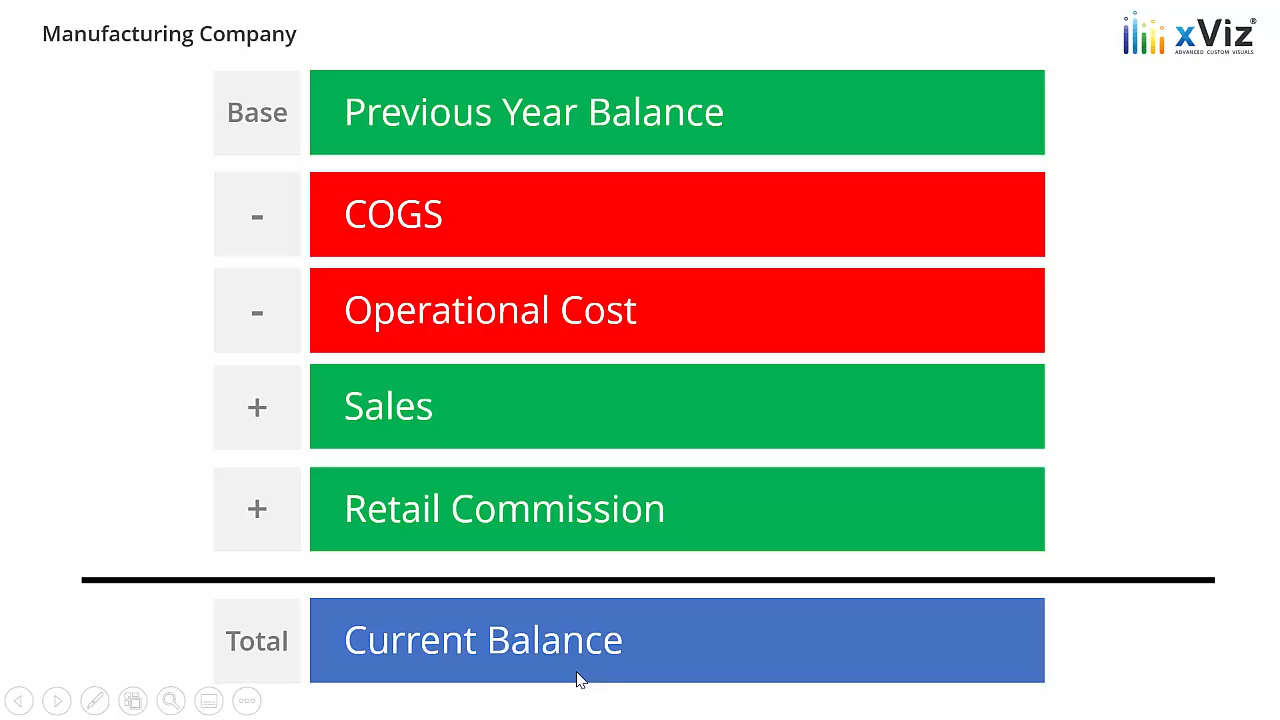 Manufacturing Company
xViz®
ADVANCED CUSTOM VISUALS
Base Previous Year Balance
- COGS
- Operational Cost
+ Sales
+ Retail Commission
Total Current Balance